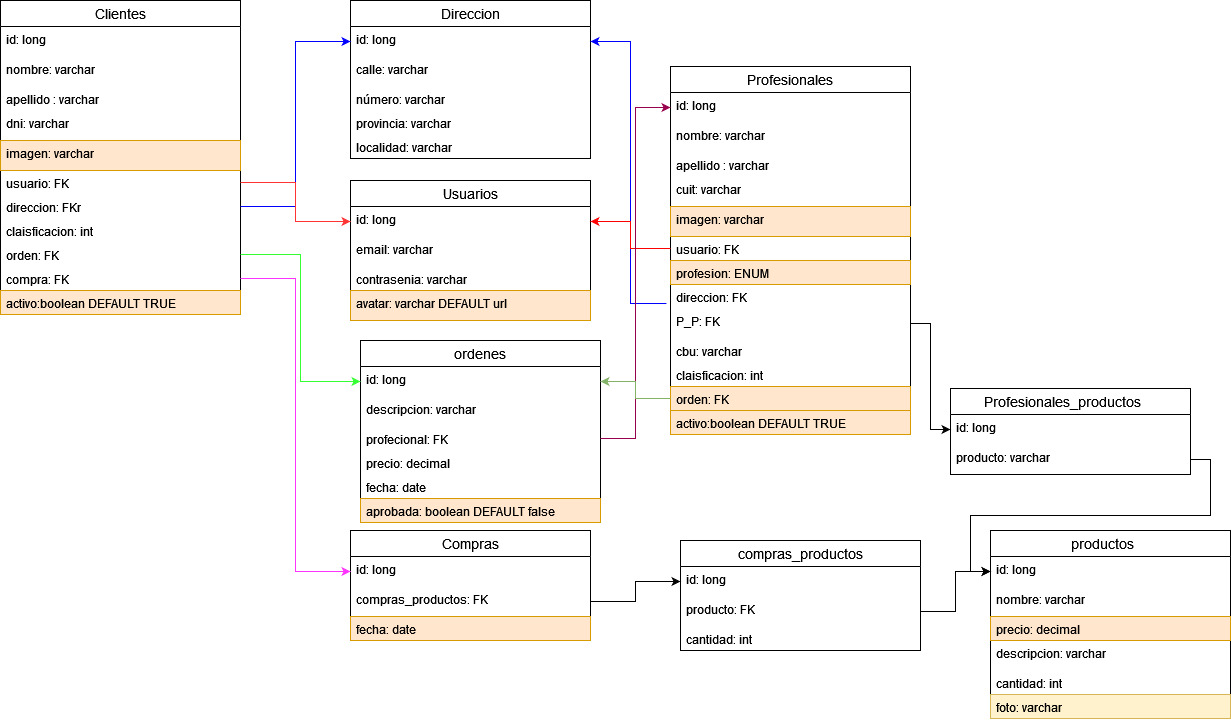 Clientes
id: long
nombre: varchar
apellido : varchar
dni: varchar
imagen: varchar
usuario: FK
direccion: FKr
claisficacion: int
orden: FK
compra: FK
activo:boolean DEFAULT TRUE
Direccion
id: long
calle: varchar
número: varchar
provincia: varchar
localidad: varchar
Usuarios
id: long
email: varchar
contrasenia: varchar
avatar: varchar DEFAULT url
Profesionales
id: long
nombre: varchar
apellido : varchar
cuit: varchar
imagen: varchar
usuario: FK
profesion: ENUM
direccion: FK
P_P: FK
cbu: varchar
claisficacion: int
orden: FK
activo:boolean DEFAULT TRUE
ordenes
id: long
descripcion: varchar
profecional: FK
precio: decimal
fecha: date
aprobada: boolean DEFAULT false
Profesionales_productos
id: long
producto: varchar
Compras
id: long
compras_productos: FK
fecha: date
compras_productos
id: long
producto: FK
cantidad: int
productos
id: long
nombre: varchar
precio: decimal
descripcion: varchar
cantidad: int
foto: varchar